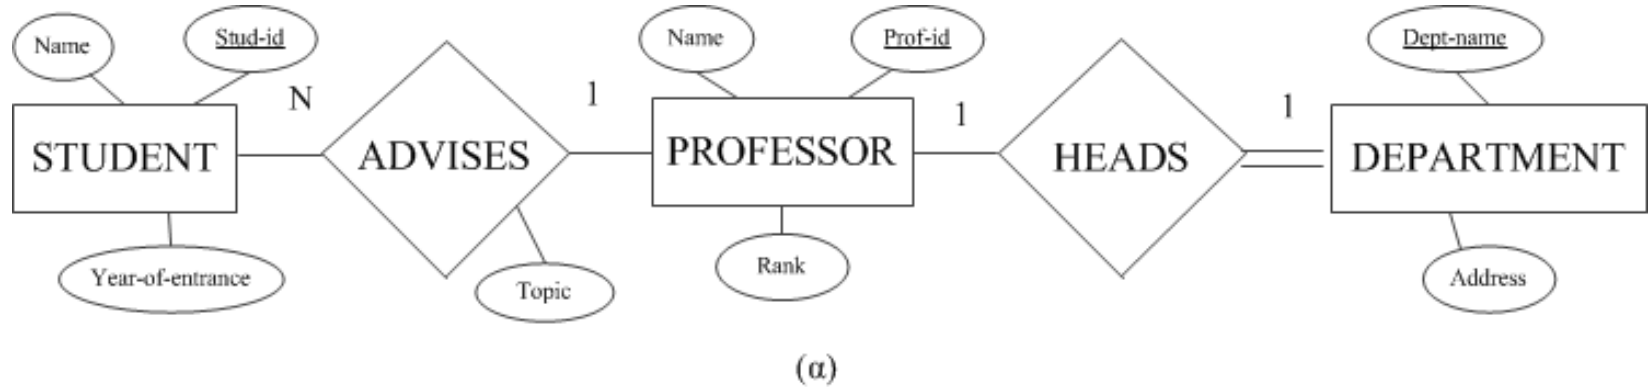 Name
Stud-id
Name
Prof-id
Dept-name
N
1
1
1
STUDENT
ADVISES
PROFESSOR
HEADS
DEPARTMENT
Year-of-entrance
Topic
Rank
Address
(α)